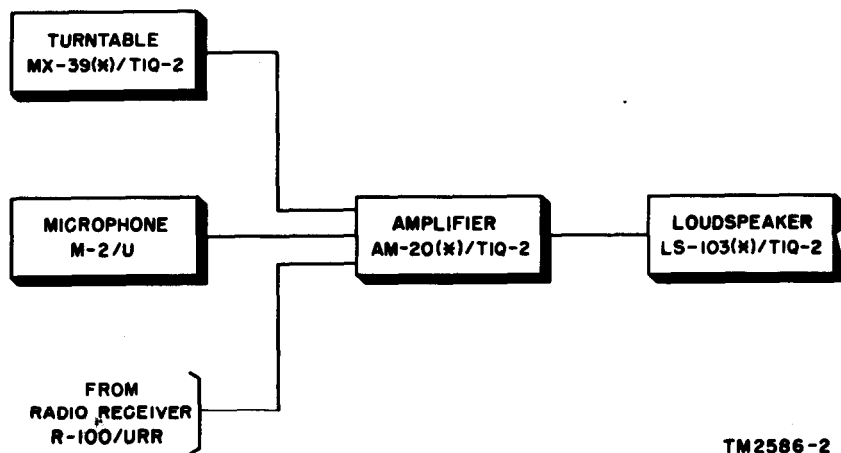 TURNTABLE
MX-39(*)/TIQ-2
MICROPHONE
M-2/U
AMPLIFIER
AM-20(*)/TIQ-2
LOUDSPEAKER
LS-103(*)/TIQ-2
FROM
RADIO RECEIVER
R-100/URR
TM2586-2